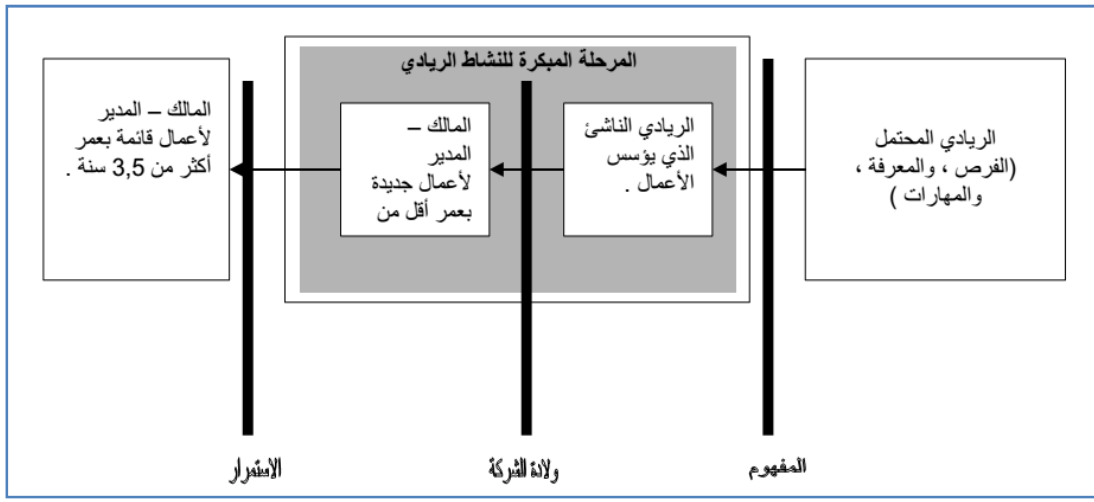 المرحلة المبكرة للنشاط الريادي
الريادي المحتمل
(الفرص ، والمعرفة ،
والمهارات )
الريادي الناشئ
الذي يؤسس
الأعمال .
المالك –
المدير
لأعمال جديدة
بعمر أقل من
المالك – المدير
لأعمال قائمة بعمر
أكثر من 3,5 سنة .
المفهوم
ولادة الشركة
الاستمرار